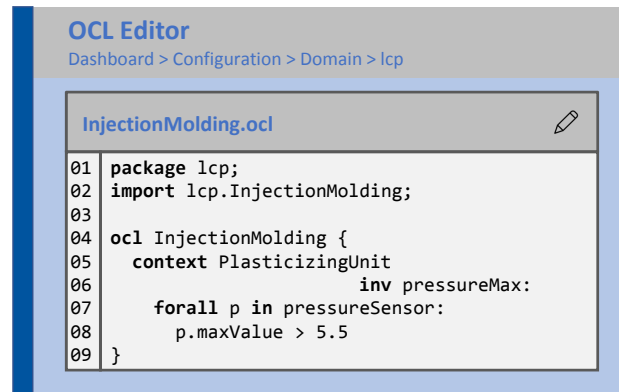 OCL Editor
Dashboard > Configuration > Domain > lcp
InjectionMolding.ocl
01 package lcp;
02 import lcp.InjectionMolding;
03
04 ocl InjectionMolding {
05   context PlasticizingUnit
06                     inv pressureMax:
07     forall p in pressureSensor:
08       p.maxValue > 5.5
09 }